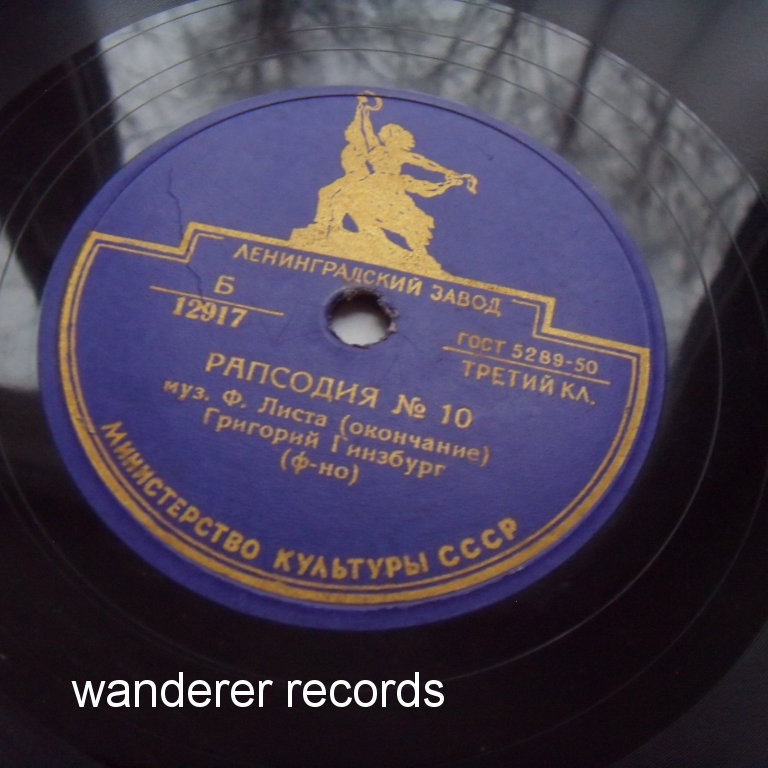 ЛЕНИНГРАДСКИЙ ЗАВОД
Б
12917
ГОСТ 5289-50
ТРЕТИЙ КЛ.
РАПСОДИЯ № 10
муз. Ф. Листа (окончание)
Григорий Гинзбург
(ф-но)
МИНИСТЕРСТВО КУЛЬТУРЫ СССР
wanderer records